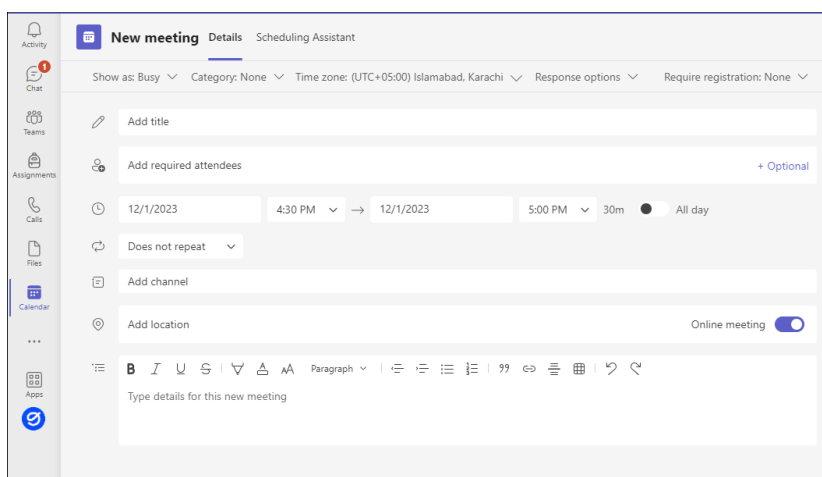 Activity
1
Chat
Teams
Assignments
Calls
Files
Calendar
Apps
New meeting Details Scheduling Assistant
Show as: Busy Category: None Time zone: (UTC+05:00) Islamabad, Karachi Response options Require registration: None
Add title
Add required attendees + Optional
12/1/2023 4:30 PM → 12/1/2023 5:00 PM 30m All day
Does not repeat
Add channel
Add location Online meeting
B I U S A AA Paragraph
Type details for this new meeting